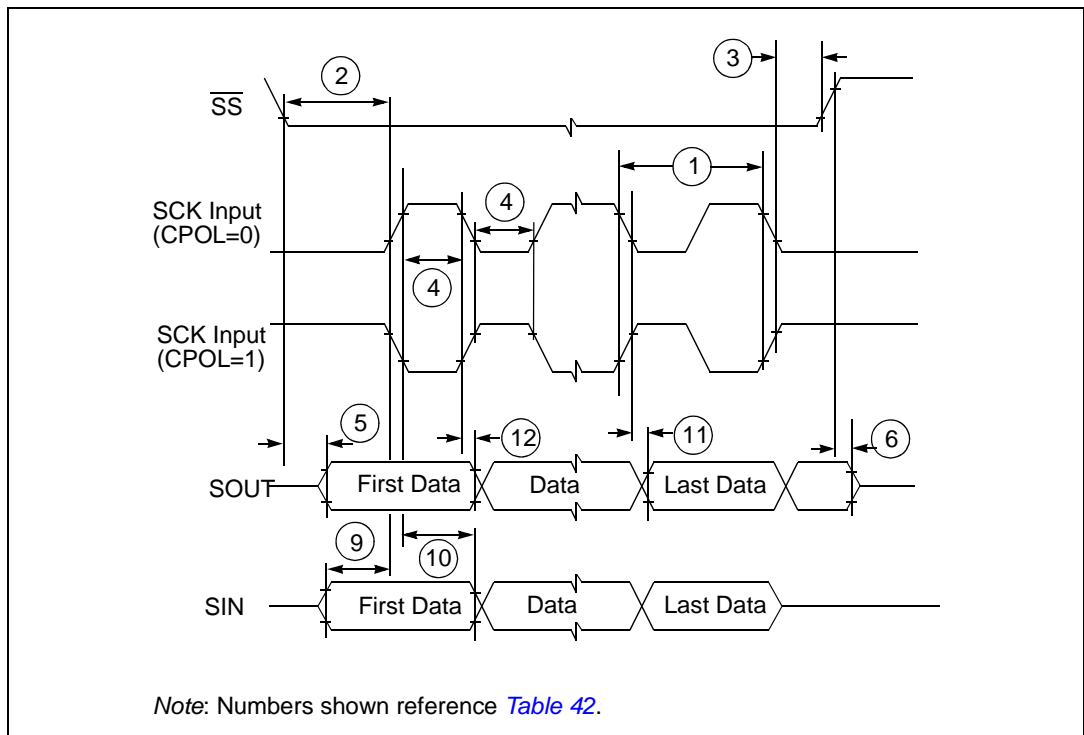 3
2
SS
1
4
SCK Input
(CPOL=0)
4
SCK Input
(CPOL=1)
5
12
11
6
SOUT
First Data
Data
Last Data
9
10
SIN
First Data
Data
Last Data
Note: Numbers shown reference Table 42.